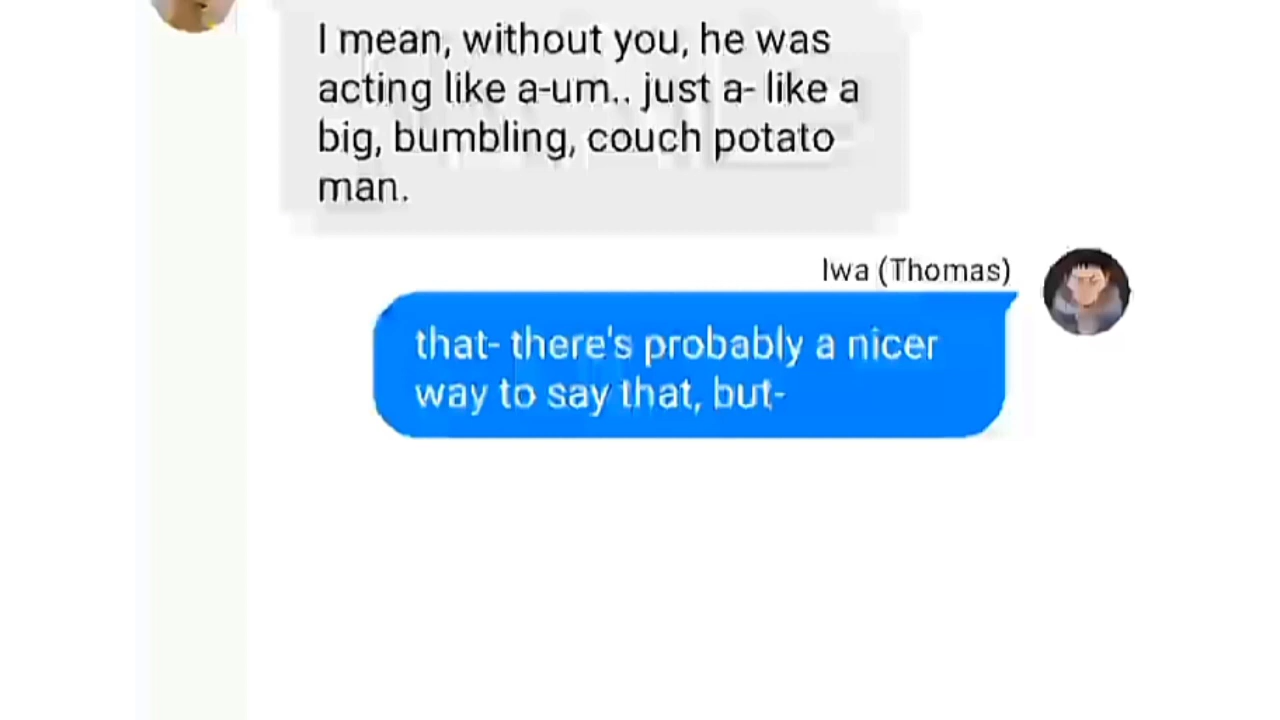 I mean, without you, he was
acting like a-um.. just a- like a
big, bumbling, couch potato
man.
Iwa (Thomas)
that- there's probably a nicer
way to say that, but-